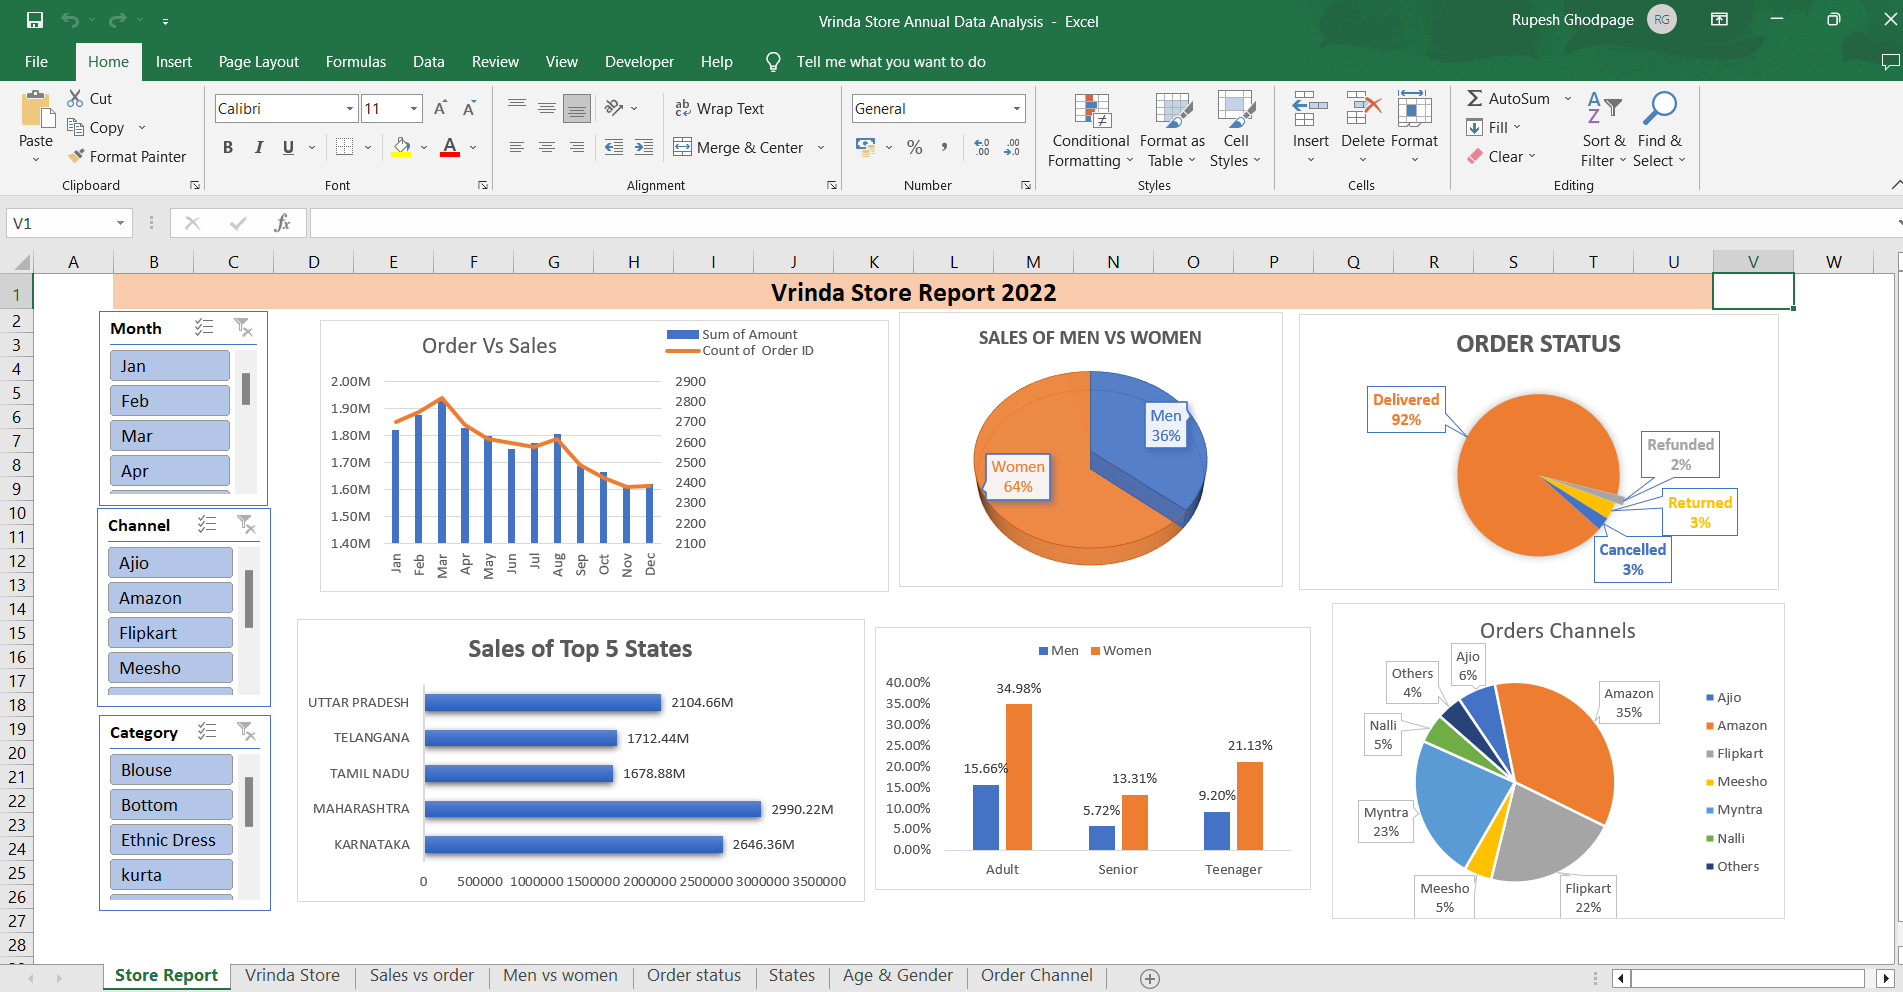 Vrinda Store Annual Data Analysis - Excel
Rupesh Ghodpage
RG
File Home Insert Page Layout Formulas Data Review View Developer Help Tell me what you want to do
Paste
Cut
Copy
Format Painter
Clipboard
Calibri 11
A A
B I U A
Font
Wrap Text
Merge & Center
Alignment
General
% , .00 .00
Number
Conditional Formatting
Format as Table
Cell Styles
Styles
Insert Delete Format
Cells
AutoSum
Fill
Clear
Sort & Filter
Find & Select
Editing
V1
fx
A B C D E F G H I J K L M N O P Q R S T U V W
1
2
3
4
5
6
7
8
9
10
11
12
13
14
15
16
17
18
19
20
21
22
23
24
25
26
27
28
Vrinda Store Report 2022
Month
Jan
Feb
Mar
Apr
Channel
Ajio
Amazon
Flipkart
Meesho
Category
Blouse
Bottom
Ethnic Dress
kurta
Order Vs Sales
Sum of Amount
Count of Order ID
2.00M
1.90M
1.80M
1.70M
1.60M
1.50M
1.40M
2900
2800
2700
2600
2500
2400
2300
2200
2100
Jan Feb Mar Apr May Jun Jul Aug Sep Oct Nov Dec
SALES OF MEN VS WOMEN
Men
36%
Women
64%
ORDER STATUS
Delivered
92%
Refunded
2%
Returned
3%
Cancelled
3%
Sales of Top 5 States
UTTAR PRADESH 2104.66M
TELANGANA 1712.44M
TAMIL NADU 1678.88M
MAHARASHTRA 2990.22M
KARNATAKA 2646.36M
0 500000 1000000 1500000 2000000 2500000 3000000 3500000
Men Women
40.00%
35.00%
30.00%
25.00%
20.00%
15.00%
10.00%
5.00%
0.00%
15.66% 34.98%
5.72% 13.31%
9.20% 21.13%
Adult Senior Teenager
Orders Channels
Ajio
6%
Others
4%
Nalli
5%
Myntra
23%
Meesho
5%
Flipkart
22%
Amazon
35%
Ajio
Amazon
Flipkart
Meesho
Myntra
Nalli
Others
Store Report Vrinda Store Sales vs order Men vs women Order status States Age & Gender Order Channel